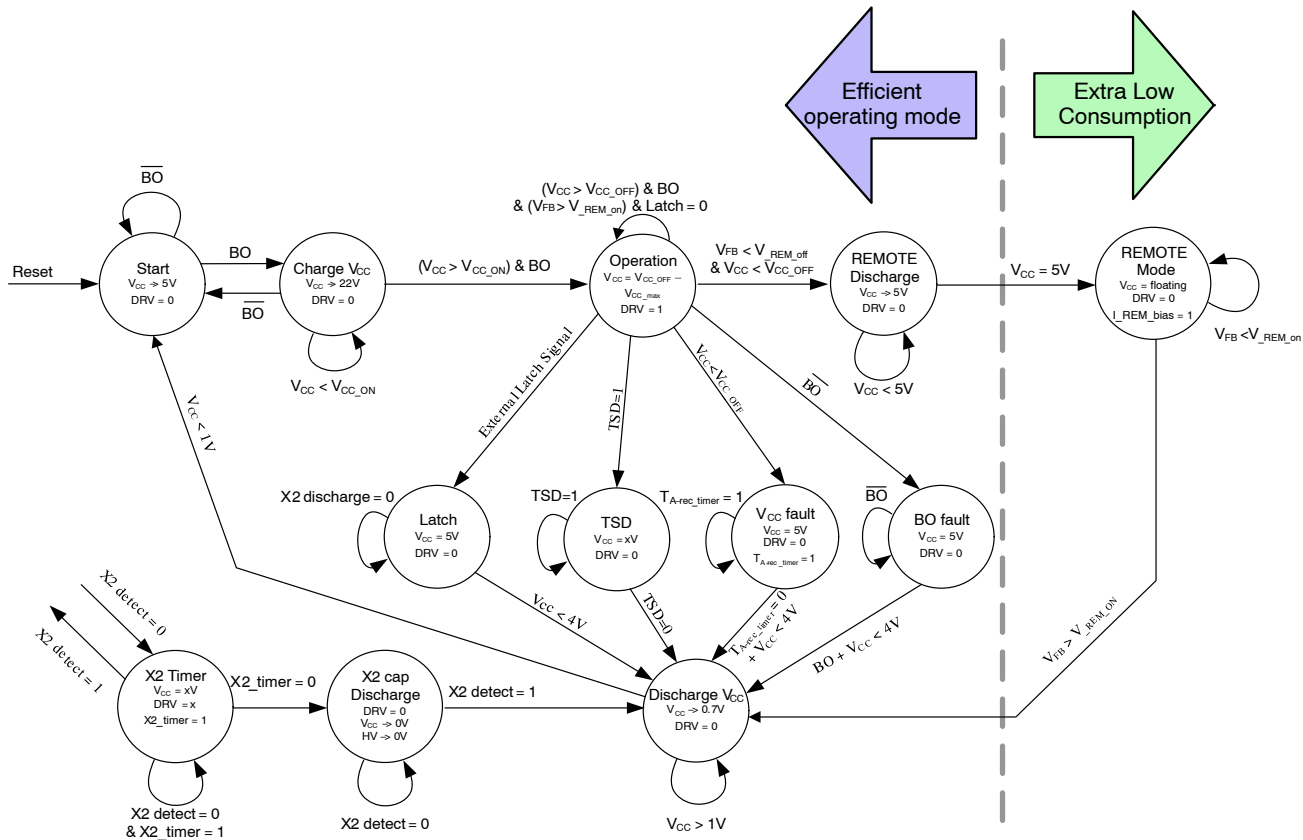 Efficient
operating mode
Extra Low
Consumption
B̅O̅
(VCC > VCC_OFF) & BO
& (VFB > V_REM_on) & Latch = 0
Reset
Start
VCC → 5V
DRV = 0
BO
B̅O̅
Charge VCC
VCC → 22V
DRV = 0
VCC < VCC_ON
(VCC > VCC_ON) & BO
Operation
VCC = VCC_OFF –
VCC_max
DRV = 1
VFB < V_REM_off
& VCC < VCC_OFF
REMOTE
Discharge
VCC → 5V
DRV = 0
VCC < 5V
VCC = 5V
REMOTE
Mode
VCC = floating
DRV = 0
I_REM_bias = 1
VFB < V_REM_on
VCC < 1V
External Latch Signal
TSD=1
VCC<VCC_OFF
B̅O̅
X2 discharge = 0
Latch
VCC = 5V
DRV = 0
TSD=1
TSD
VCC = xV
DRV = 0
TA-rec_timer = 1
VCC fault
VCC = 5V
DRV = 0
TA-rec_timer = 1
B̅O̅
BO fault
VCC = 5V
DRV = 0
Vcc < 4V
TSD=0
TA-rec_timer = 0
+ VCC < 4V
BO + VCC < 4V
VFB > V_REM_ON
X2 detect = 0
X2 detect = 1
X2 Timer
VCC = xV
DRV = x
X2_timer = 1
X2_timer = 0
X2 cap
Discharge
DRV = 0
VCC → 0V
HV → 0V
X2 detect = 1
Discharge VCC
VCC → 0.7V
DRV = 0
X2 detect = 0
& X2_timer = 1
X2 detect = 0
VCC > 1V